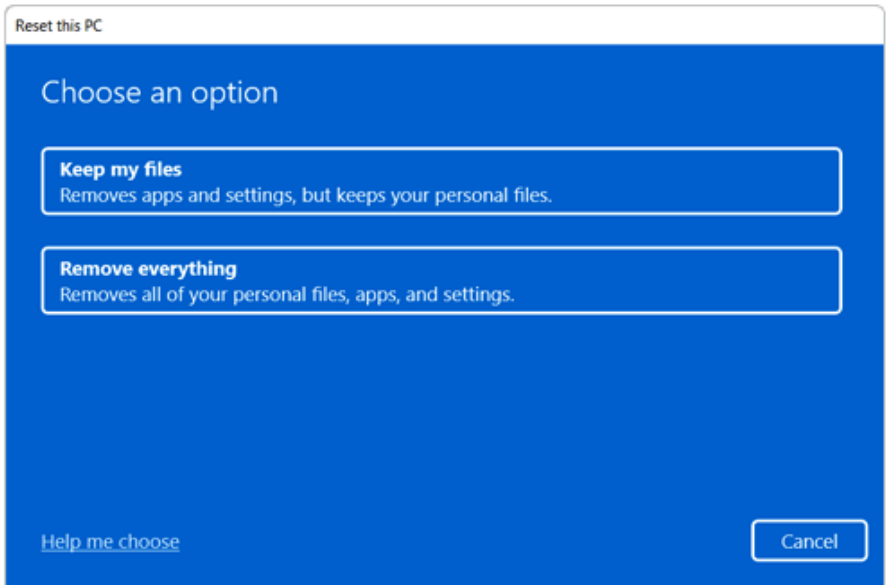 Reset this PC
Choose an option
Keep my files
Removes apps and settings, but keeps your personal files.
Remove everything
Removes all of your personal files, apps, and settings.
Help me choose
Cancel